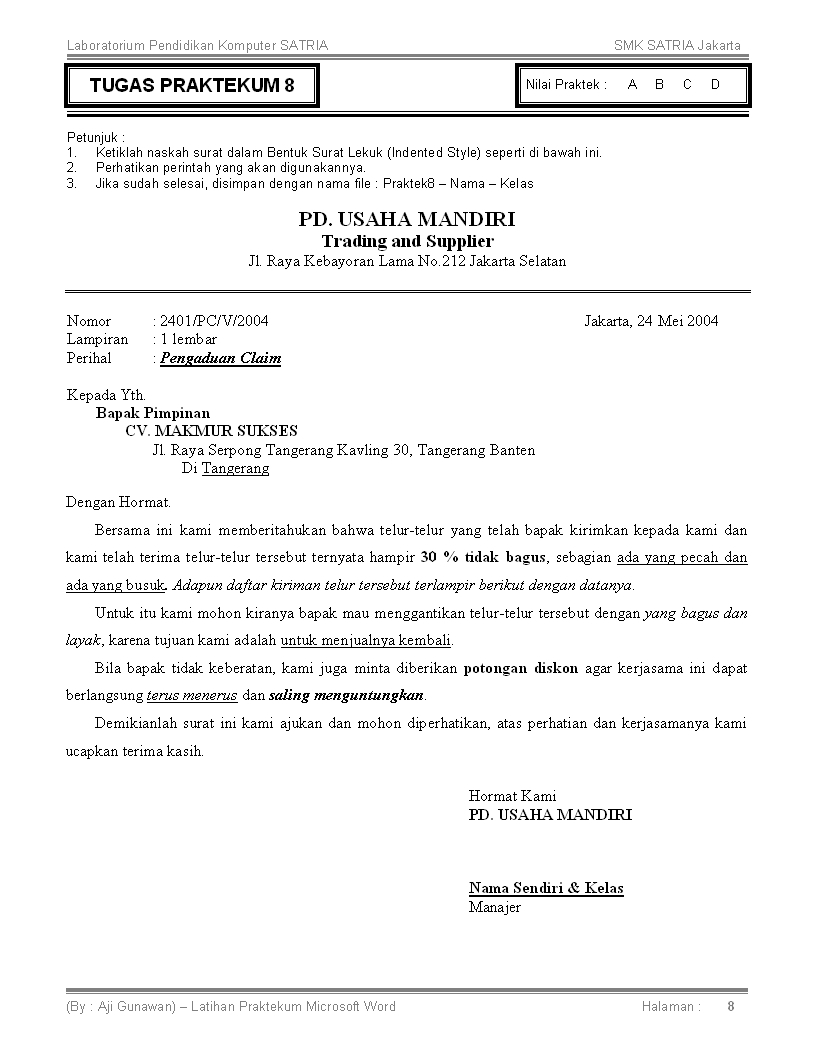 Laboratorium Pendidikan Komputer SATRIA SMK SATRIA Jakarta
TUGAS PRAKTEKUM 8 Nilai Praktek : A B C D
Petunjuk :
1. Ketiklah naskah surat dalam Bentuk Surat Lekuk (Indented Style) seperti di bawah ini.
2. Perhatikan perintah yang akan digunakannya.
3. Jika sudah selesai, disimpan dengan nama file : Praktek8 – Nama – Kelas
PD. USAHA MANDIRI
Trading and Supplier
Jl. Raya Kebayoran Lama No.212 Jakarta Selatan
Nomor : 2401/PC/V/2004 Jakarta, 24 Mei 2004
Lampiran : 1 lembar
Perihal : Pengaduan Claim
Kepada Yth.
Bapak Pimpinan
CV. MAKMUR SUKSES
Jl. Raya Serpong Tangerang Kavling 30, Tangerang Banten
Di Tangerang
Dengan Hormat.
Bersama ini kami memberitahukan bahwa telur-telur yang telah bapak kirimkan kepada kami dan
kami telah terima telur-telur tersebut ternyata hampir 30 % tidak bagus, sebagian ada yang pecah dan
ada yang busuk. Adapun daftar kiriman telur tersebut terlampir berikut dengan datanya.
Untuk itu kami mohon kiranya bapak mau menggantikan telur-telur tersebut dengan yang bagus dan
layak, karena tujuan kami adalah untuk menjualnya kembali.
Bila bapak tidak keberatan, kami juga minta diberikan potongan diskon agar kerjasama ini dapat
berlangsung terus menerus dan saling menguntungkan.
Demikianlah surat ini kami ajukan dan mohon diperhatikan, atas perhatian dan kerjasamanya kami
ucapkan terima kasih.
Hormat Kami
PD. USAHA MANDIRI
Nama Sendiri & Kelas
Manajer
(By : Aji Gunawan) – Latihan Praktekum Microsoft Word Halaman : 8